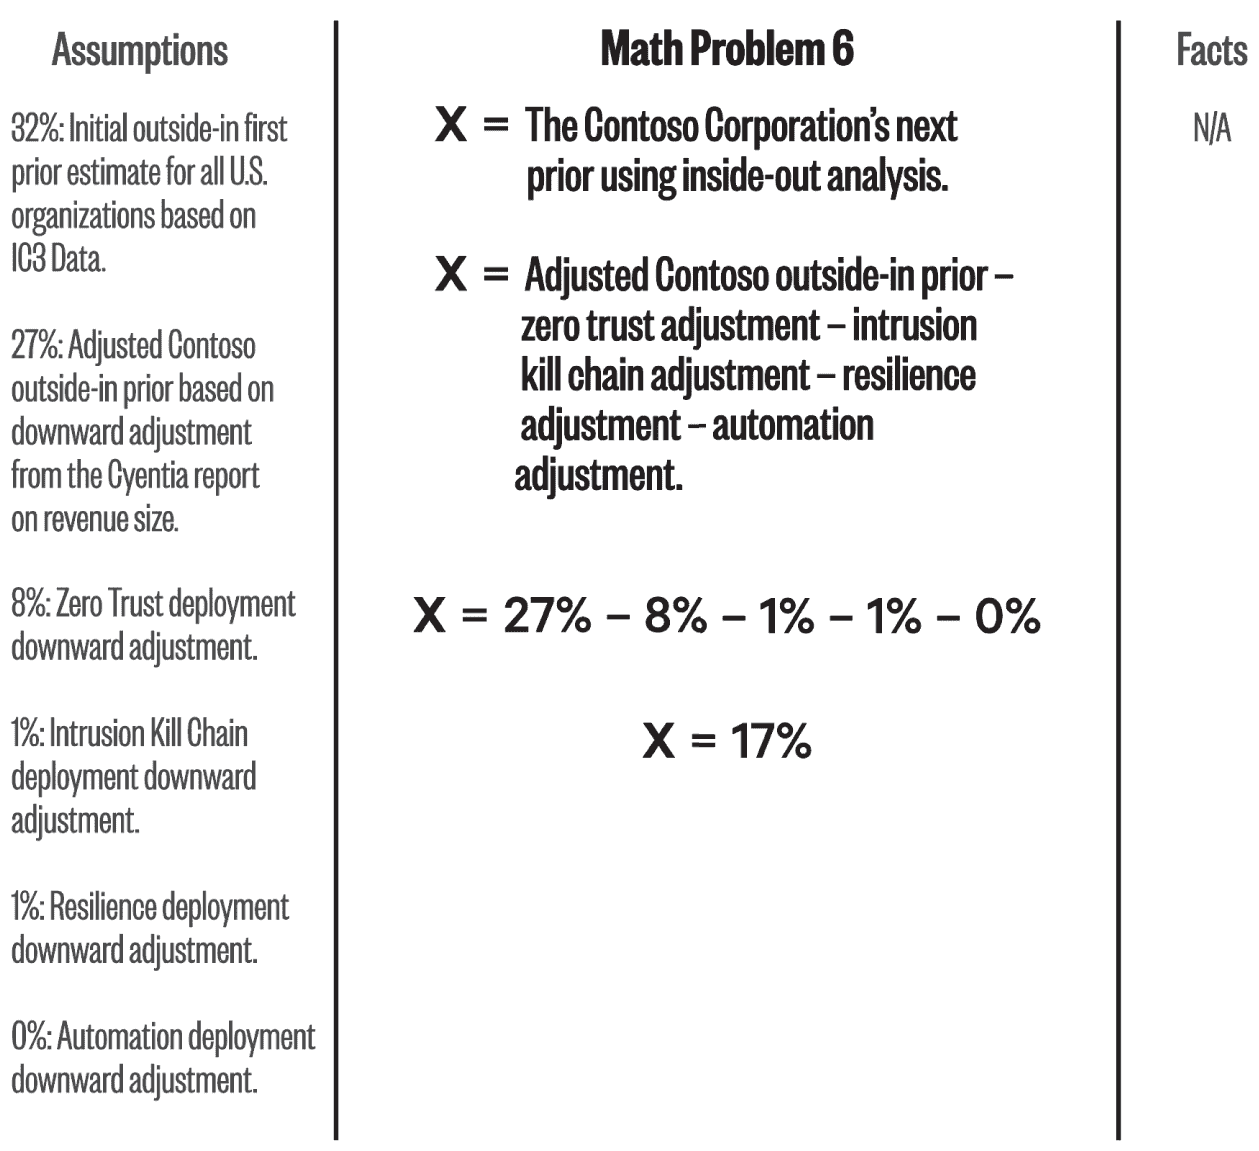 Assumptions
32%: Initial outside-in first
prior estimate for all U.S.
organizations based on
IC3 Data.
27%: Adjusted Contoso
outside-in prior based on
downward adjustment
from the Cyentia report
on revenue size.
8%: Zero Trust deployment
downward adjustment.
1%: Intrusion Kill Chain
deployment downward
adjustment.
1%: Resilience deployment
downward adjustment.
0%: Automation deployment
downward adjustment.
Math Problem 6
X = The Contoso Corporation’s next
prior using inside-out analysis.
X = Adjusted Contoso outside-in prior –
zero trust adjustment – intrusion
kill chain adjustment – resilience
adjustment – automation
adjustment.
X = 27% – 8% – 1% – 1% – 0%
X = 17%
Facts
N/A